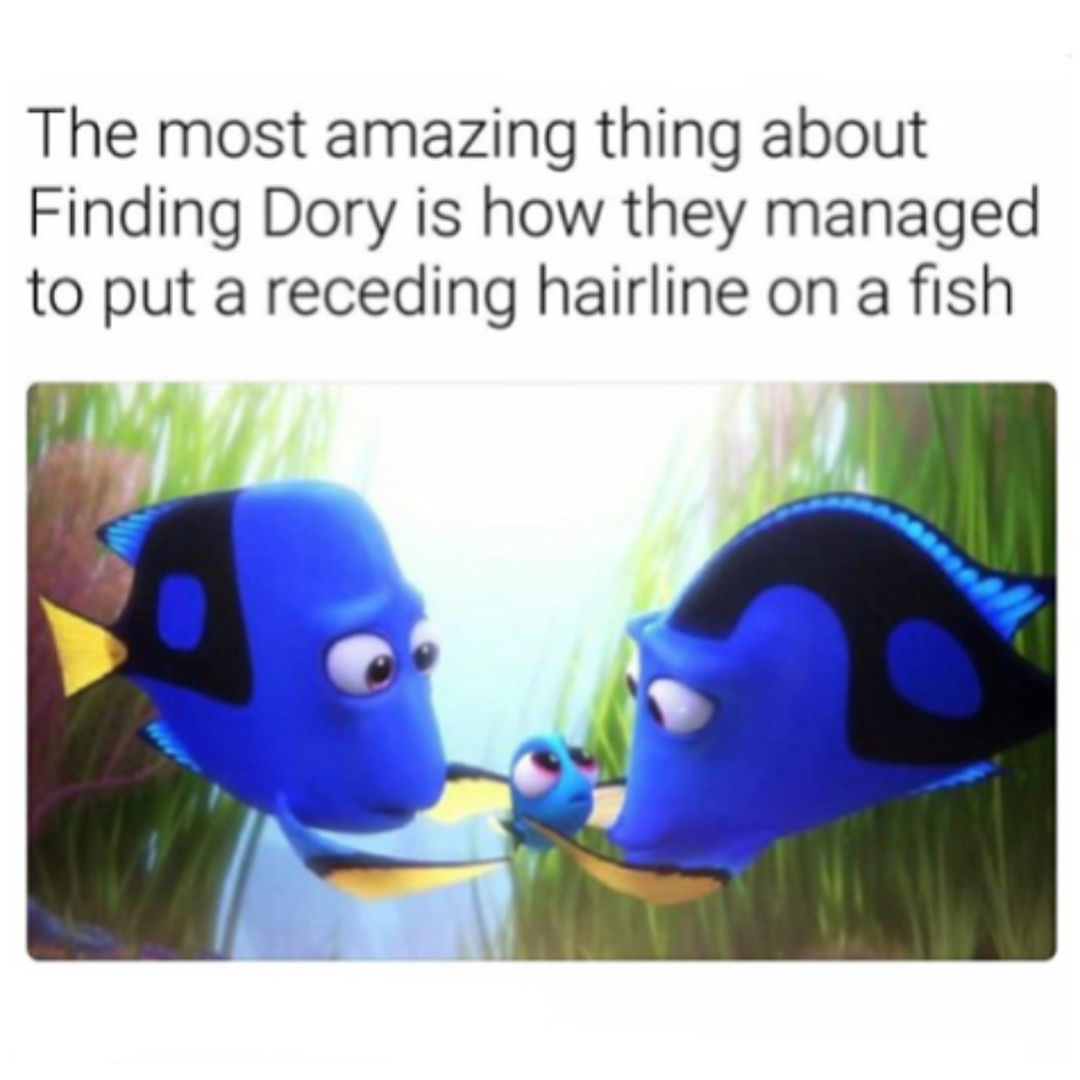 The most amazing thing about
Finding Dory is how they managed
to put a receding hairline on a fish